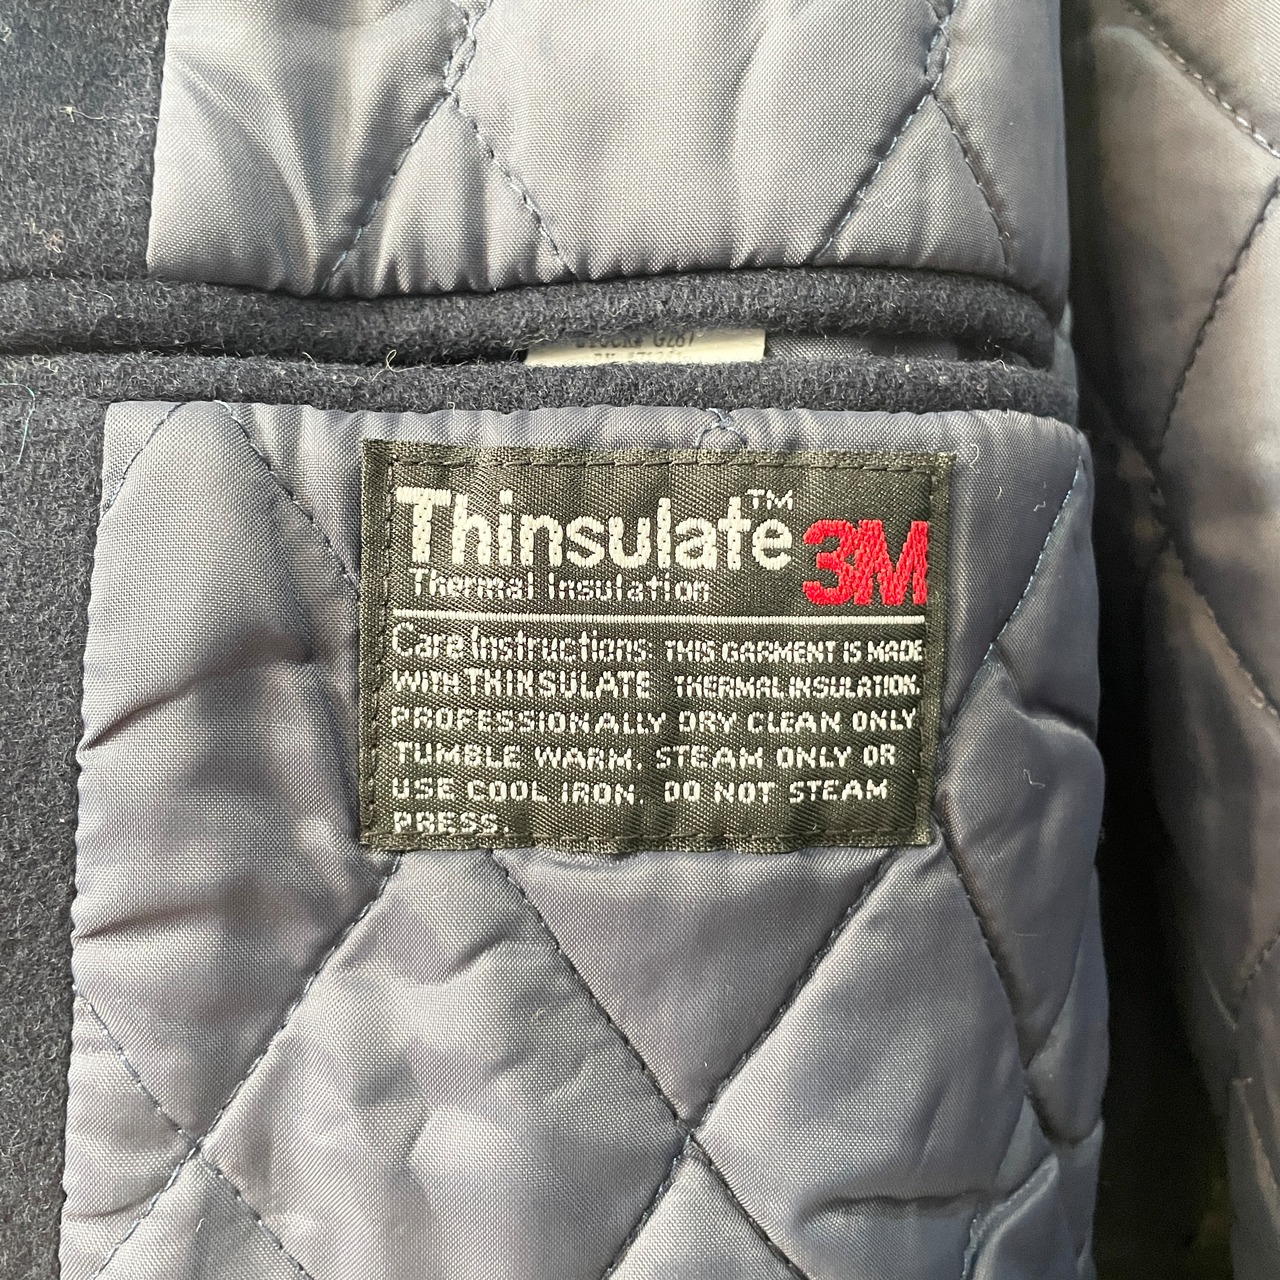 G287
Thinsulate™ 3M
Thermal Insulation
Care Instructions THIS GARMENT IS MADE
WITH THINSULATE THERMAL INSULATION.
PROFESSIONALLY DRY CLEAN ONLY
TUMBLE WARM. STEAM ONLY OR
USE COOL IRON. DO NOT STEAM
PRESS.